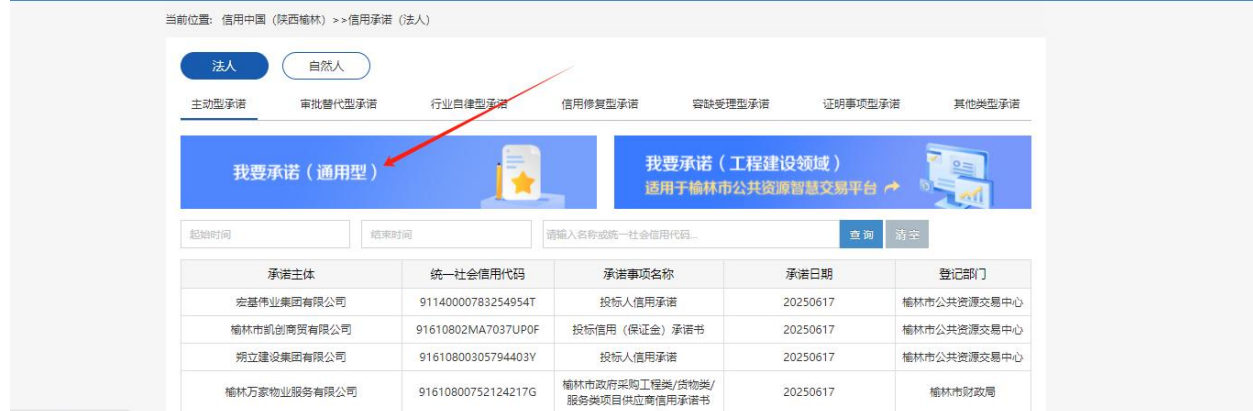 当前位置: 信用中国（陕西榆林）>>信用承诺（法人）
法人 自然人
主动型承诺 审批替代型承诺 行业自律型承诺 信用修复型承诺 容缺受理型承诺 证明事项型承诺 其他类型承诺
我要承诺（通用型）
我要承诺（工程建设领域）
适用于榆林市公共资源智慧交易平台
起始时间 结束时间 请输入名称或统一社会信用代码... 查询 清空
承诺主体 统一社会信用代码 承诺事项名称 承诺日期 登记部门
宏基伟业集团有限公司 91140000783254954T 投标人信用承诺 20250617 榆林市公共资源交易中心
榆林市凯创商贸有限公司 91610802MA7037UP0F 投标信用（保证金）承诺书 20250617 榆林市公共资源交易中心
朔立建设集团有限公司 91610800305794403Y 投标人信用承诺 20250617 榆林市公共资源交易中心
榆林万家物业服务有限公司 91610800752124217G 榆林市政府采购工程类/货物类/ 20250617 榆林市财政局
服务类项目供应商信用承诺书